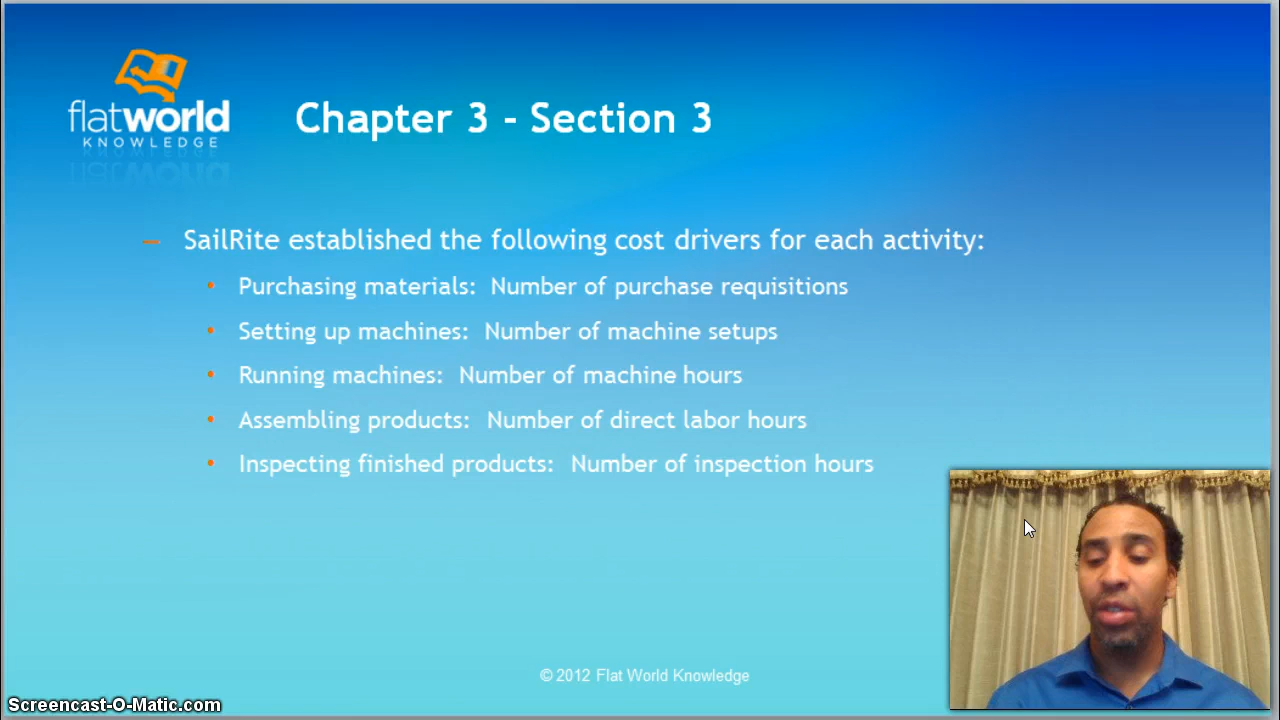 flatworld
KNOWLEDGE
Chapter 3 - Section 3
– SailRite established the following cost drivers for each activity:
• Purchasing materials: Number of purchase requisitions
• Setting up machines: Number of machine setups
• Running machines: Number of machine hours
• Assembling products: Number of direct labor hours
• Inspecting finished products: Number of inspection hours
© 2012 Flat World Knowledge
Screencast-O-Matic.com